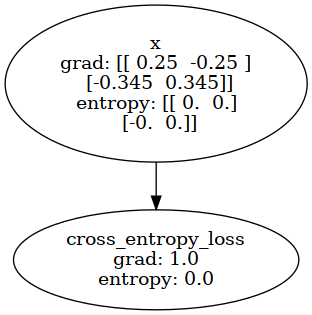 x
grad: [[ 0.25  -0.25 ]
[-0.345  0.345]]
entropy: [[ 0.  0.]
[-0.  0.]]
cross_entropy_loss
grad: 1.0
entropy: 0.0